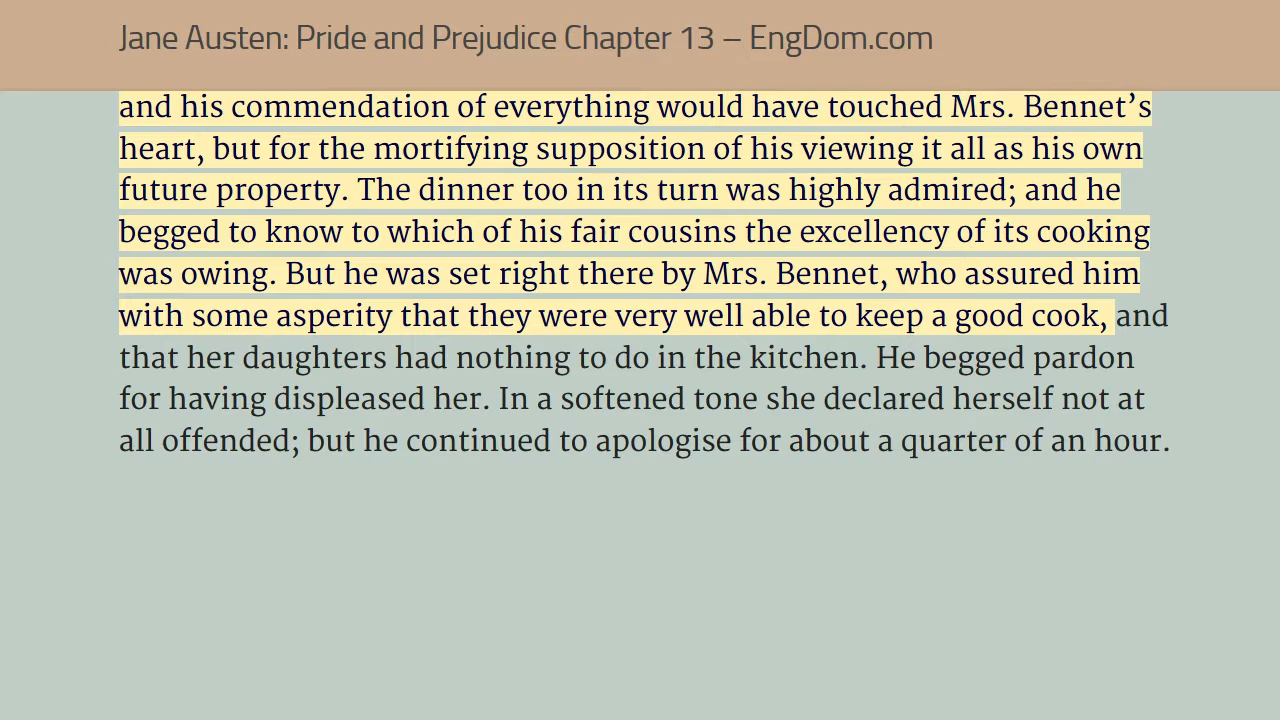 Jane Austen: Pride and Prejudice Chapter 13 – EngDom.com
and his commendation of everything would have touched Mrs. Bennet’s
heart, but for the mortifying supposition of his viewing it all as his own
future property. The dinner too in its turn was highly admired; and he
begged to know to which of his fair cousins the excellency of its cooking
was owing. But he was set right there by Mrs. Bennet, who assured him
with some asperity that they were very well able to keep a good cook, and
that her daughters had nothing to do in the kitchen. He begged pardon
for having displeased her. In a softened tone she declared herself not at
all offended; but he continued to apologise for about a quarter of an hour.